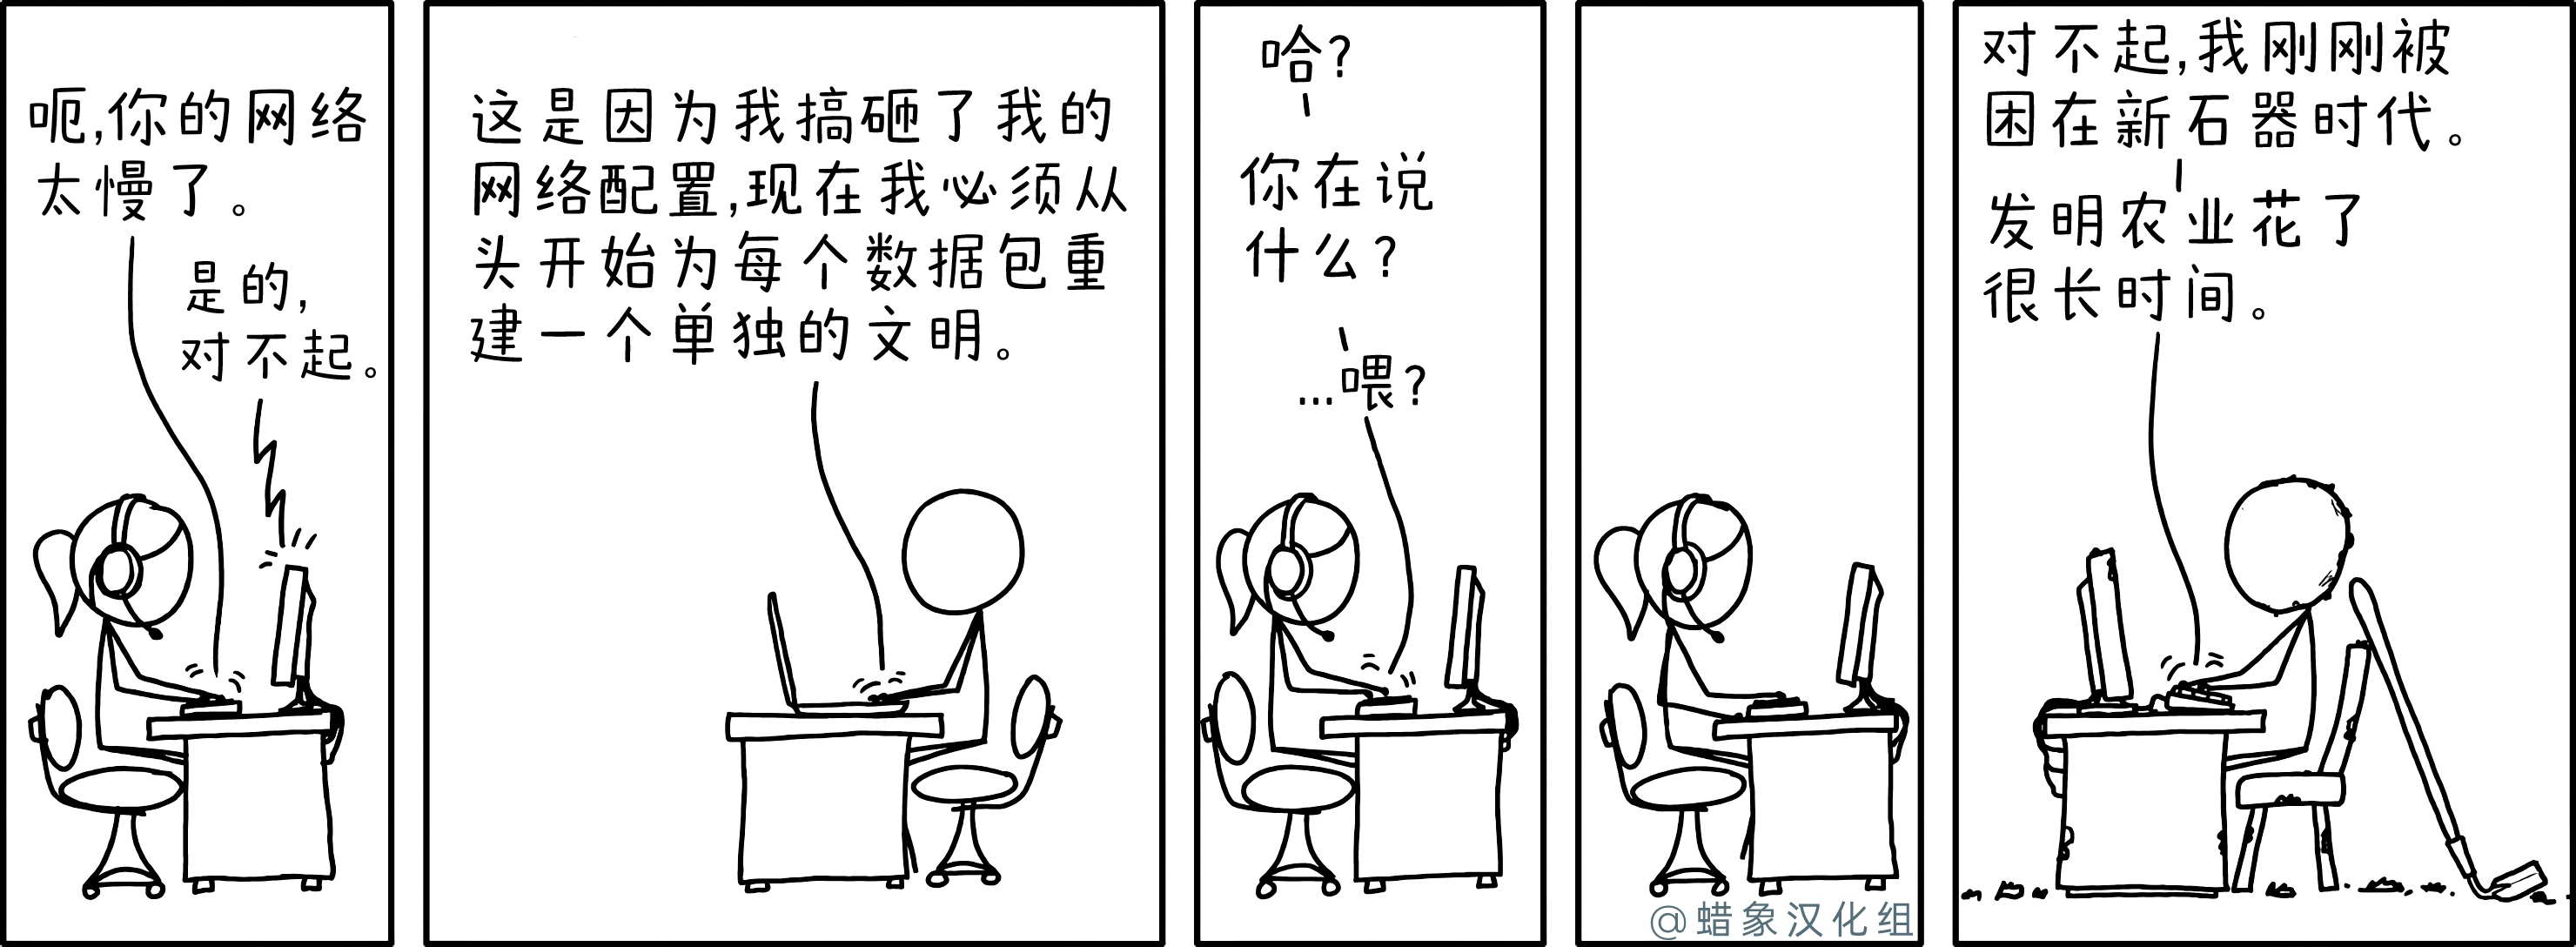 呃,你的网络
太慢了。
是的,
对不起。
这是因为我搞砸了我的
网络配置,现在我必须从
头开始为每个数据包重
建一个单独的文明。
哈?
你在说
什么?
...喂?
对不起,我刚刚被
困在新石器时代。
发明农业花了
很长时间。
@蜡象汉化组